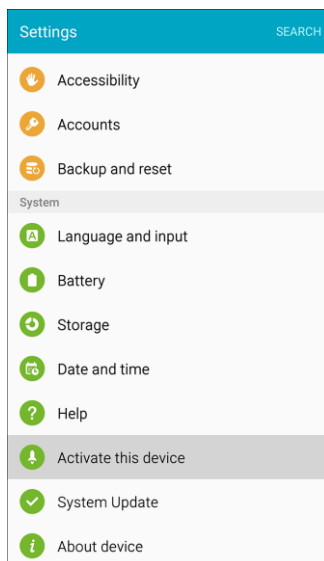 Settings SEARCH
Accessibility
Accounts
Backup and reset
System
Language and input
Battery
Storage
Date and time
Help
Activate this device
System Update
About device